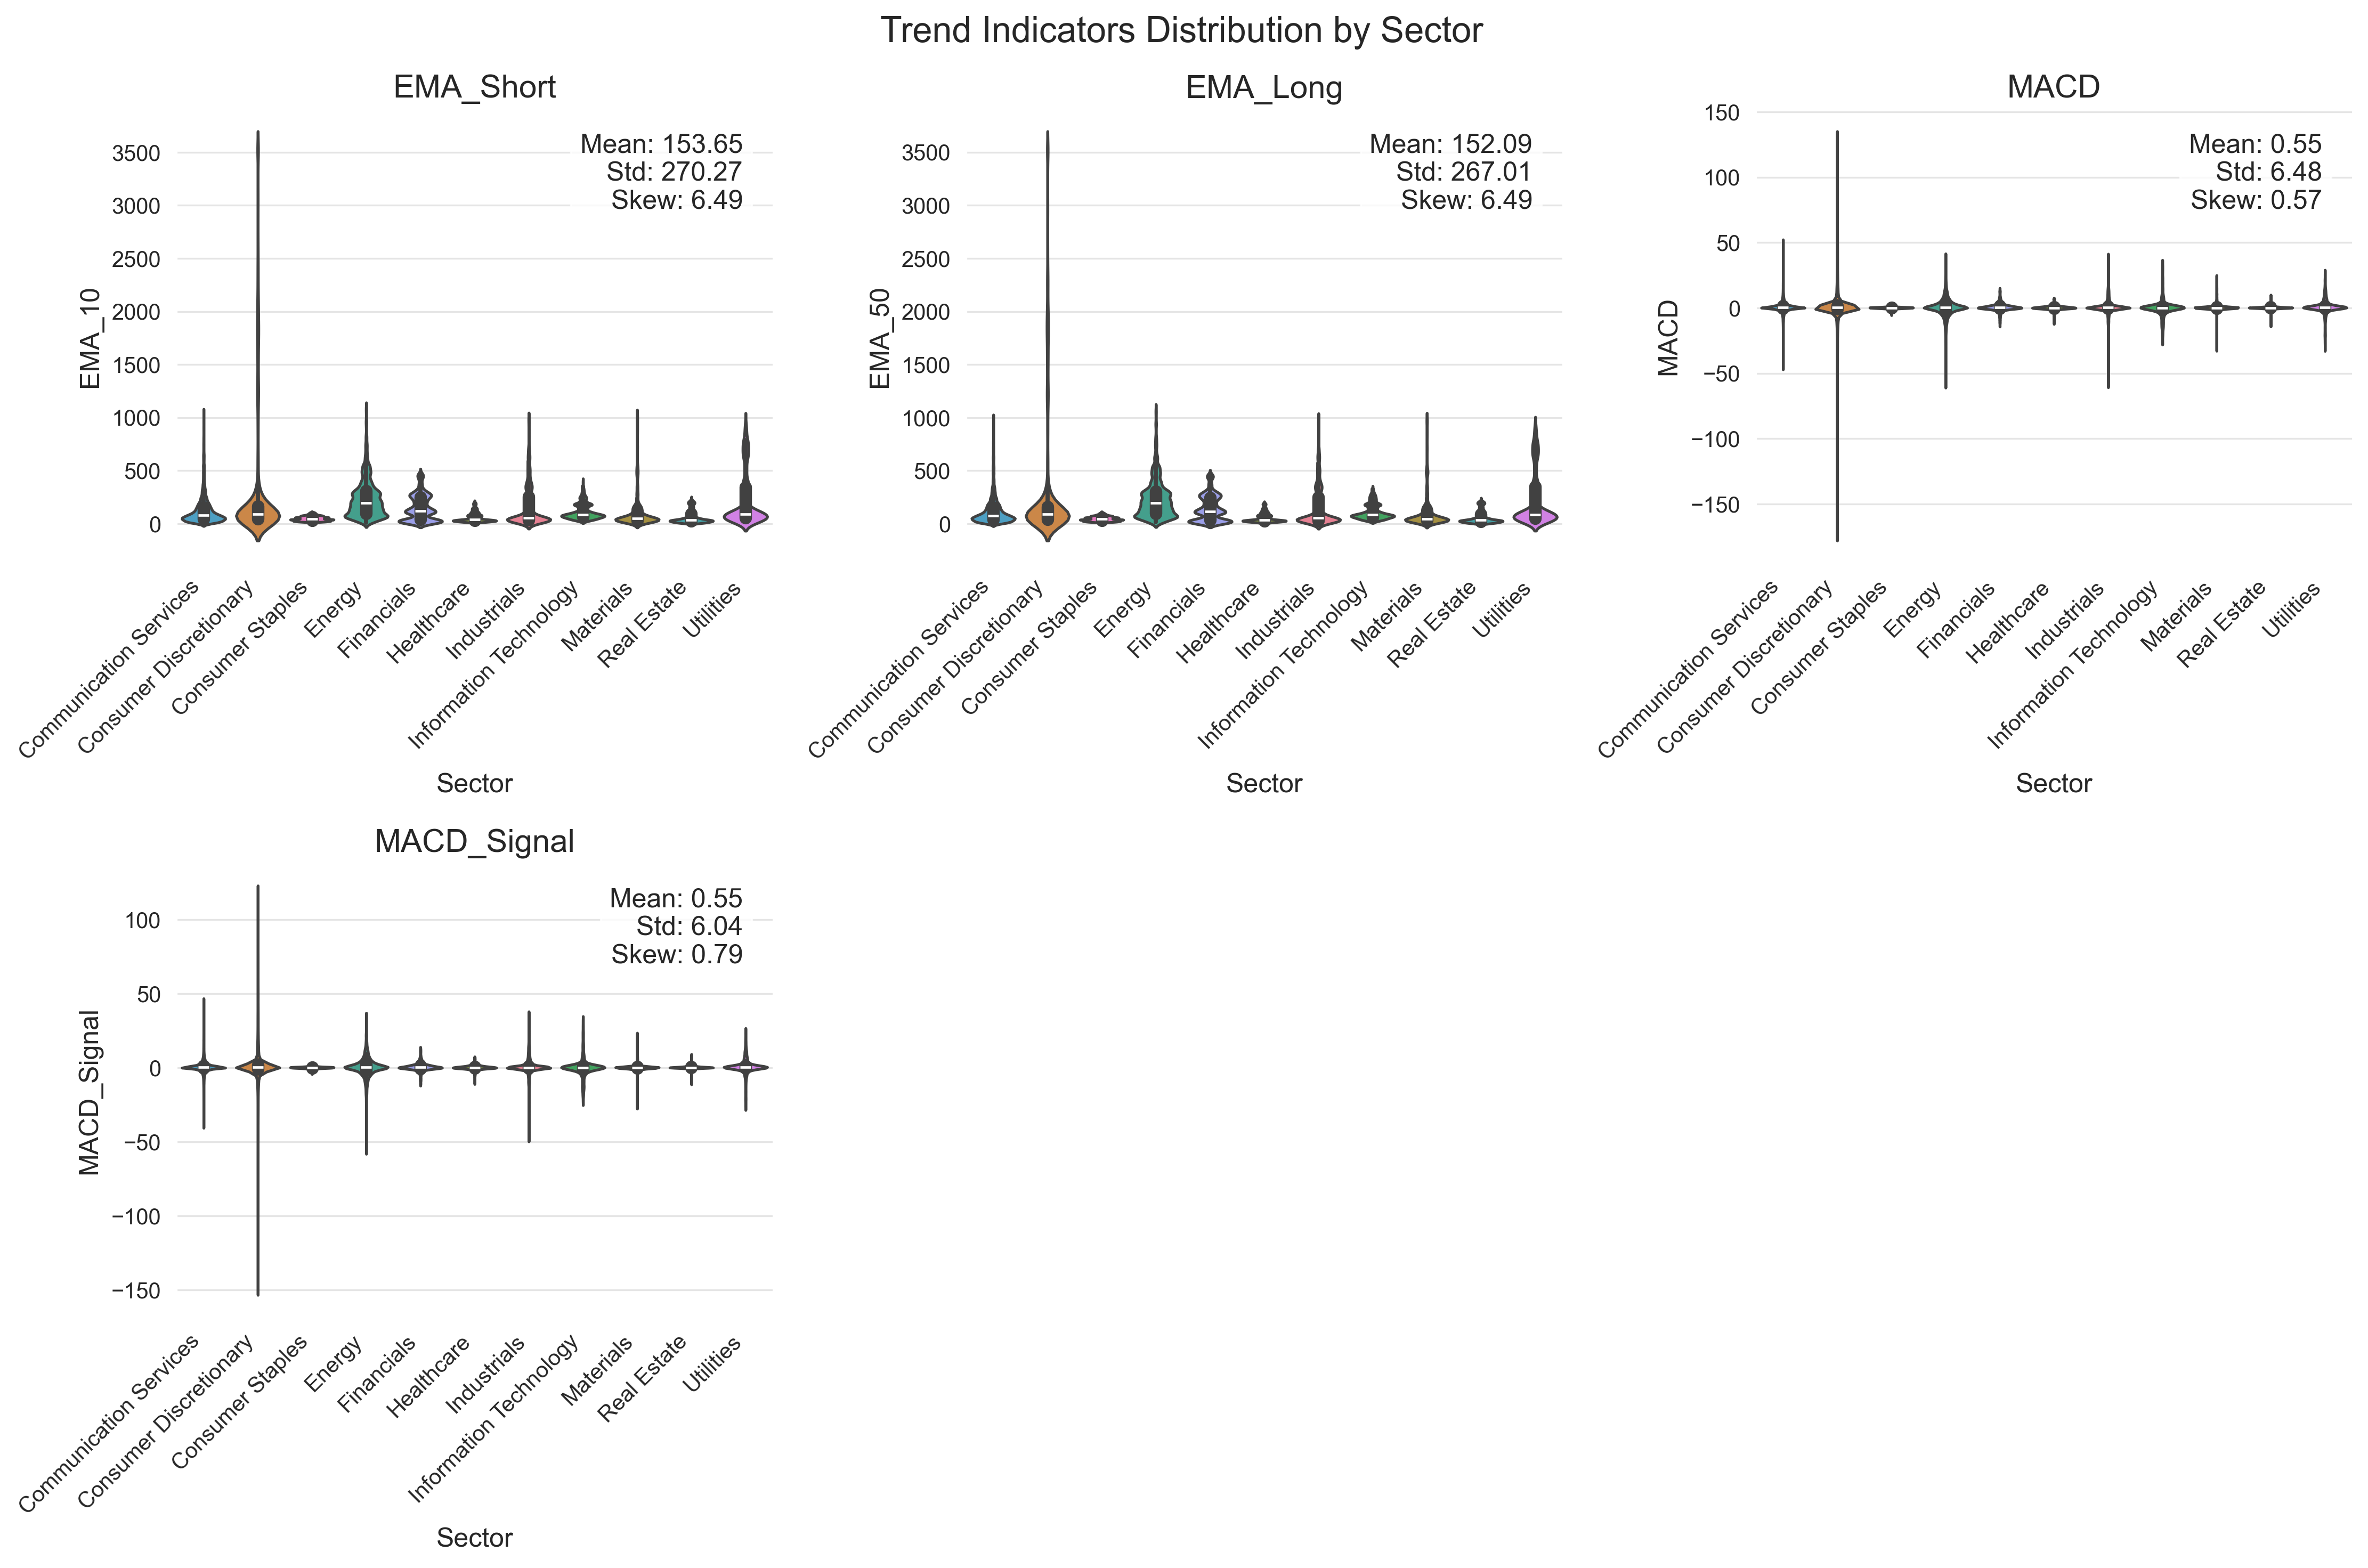 Trend Indicators Distribution by Sector
EMA_Short
Mean: 153.65
Std: 270.27
Skew: 6.49
EMA_10
3500
3000
2500
2000
1500
1000
500
0
Communication Services
Consumer Discretionary
Consumer Staples
Energy
Financials
Healthcare
Industrials
Information Technology
Materials
Real Estate
Utilities
Sector
EMA_Long
Mean: 152.09
Std: 267.01
Skew: 6.49
EMA_50
3500
3000
2500
2000
1500
1000
500
0
Communication Services
Consumer Discretionary
Consumer Staples
Energy
Financials
Healthcare
Industrials
Information Technology
Materials
Real Estate
Utilities
Sector
MACD
Mean: 0.55
Std: 6.48
Skew: 0.57
MACD
150
100
50
0
−50
−100
−150
Communication Services
Consumer Discretionary
Consumer Staples
Energy
Financials
Healthcare
Industrials
Information Technology
Materials
Real Estate
Utilities
Sector
MACD_Signal
Mean: 0.55
Std: 6.04
Skew: 0.79
MACD_Signal
100
50
0
−50
−100
−150
Communication Services
Consumer Discretionary
Consumer Staples
Energy
Financials
Healthcare
Industrials
Information Technology
Materials
Real Estate
Utilities
Sector